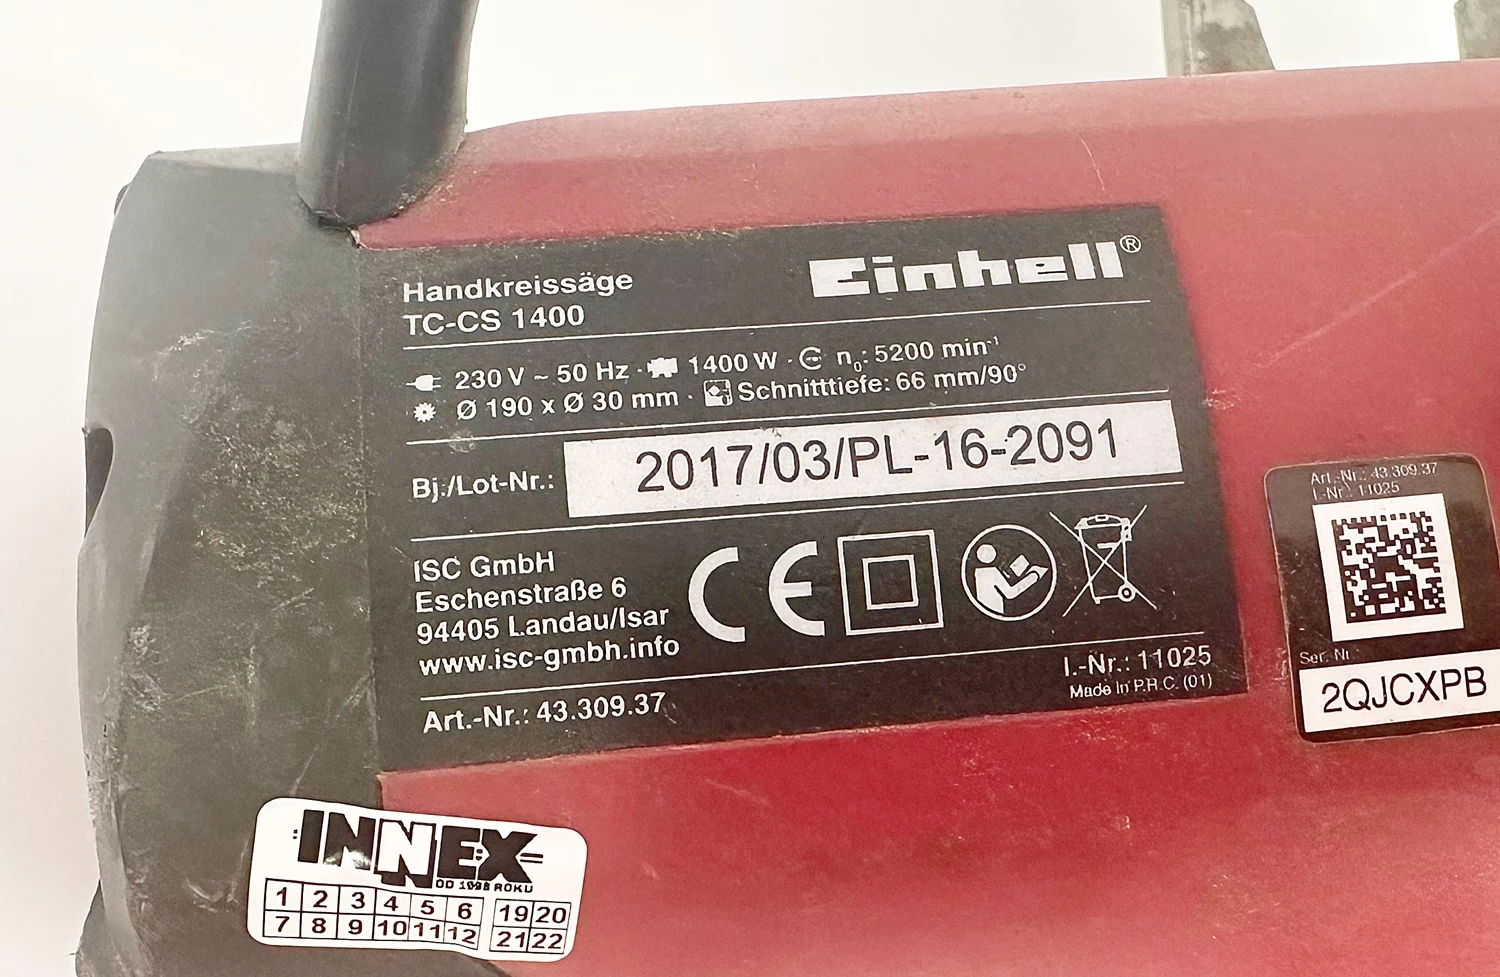 Handkreissäge
TC-CS 1400
Einhell®
230 V ~ 50 Hz · 1400 W · n₀: 5200 min⁻¹
Ø 190 x Ø 30 mm · Schnitttiefe: 66 mm/90°
Bj./Lot-Nr.: 2017/03/PL-16-2091
ISC GmbH
Eschenstraße 6
94405 Landau/Isar
www.isc-gmbh.info
CE
Art.-Nr.: 43.309.37
I.-Nr.: 11025
Made in P.R.C. (01)
Art.-Nr.: 43.309.37
I.-Nr.: 11025
Ser.-Nr.:
2QJCXPB
INNEX
OD 1998 ROKU
1 2 3 4 5 6 19 20
7 8 9 10 11 12 21 22